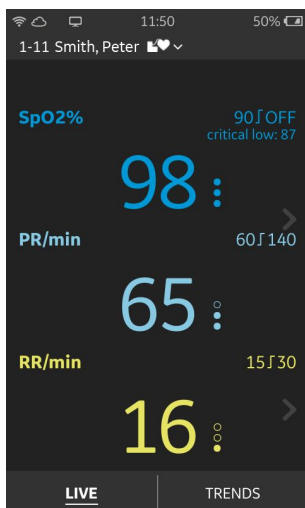 11:50 50%
1-11 Smith, Peter
SpO2% 90⎎OFF
critical low: 87
98
PR/min 60⎎140
65
RR/min 15⎎30
16
LIVE TRENDS